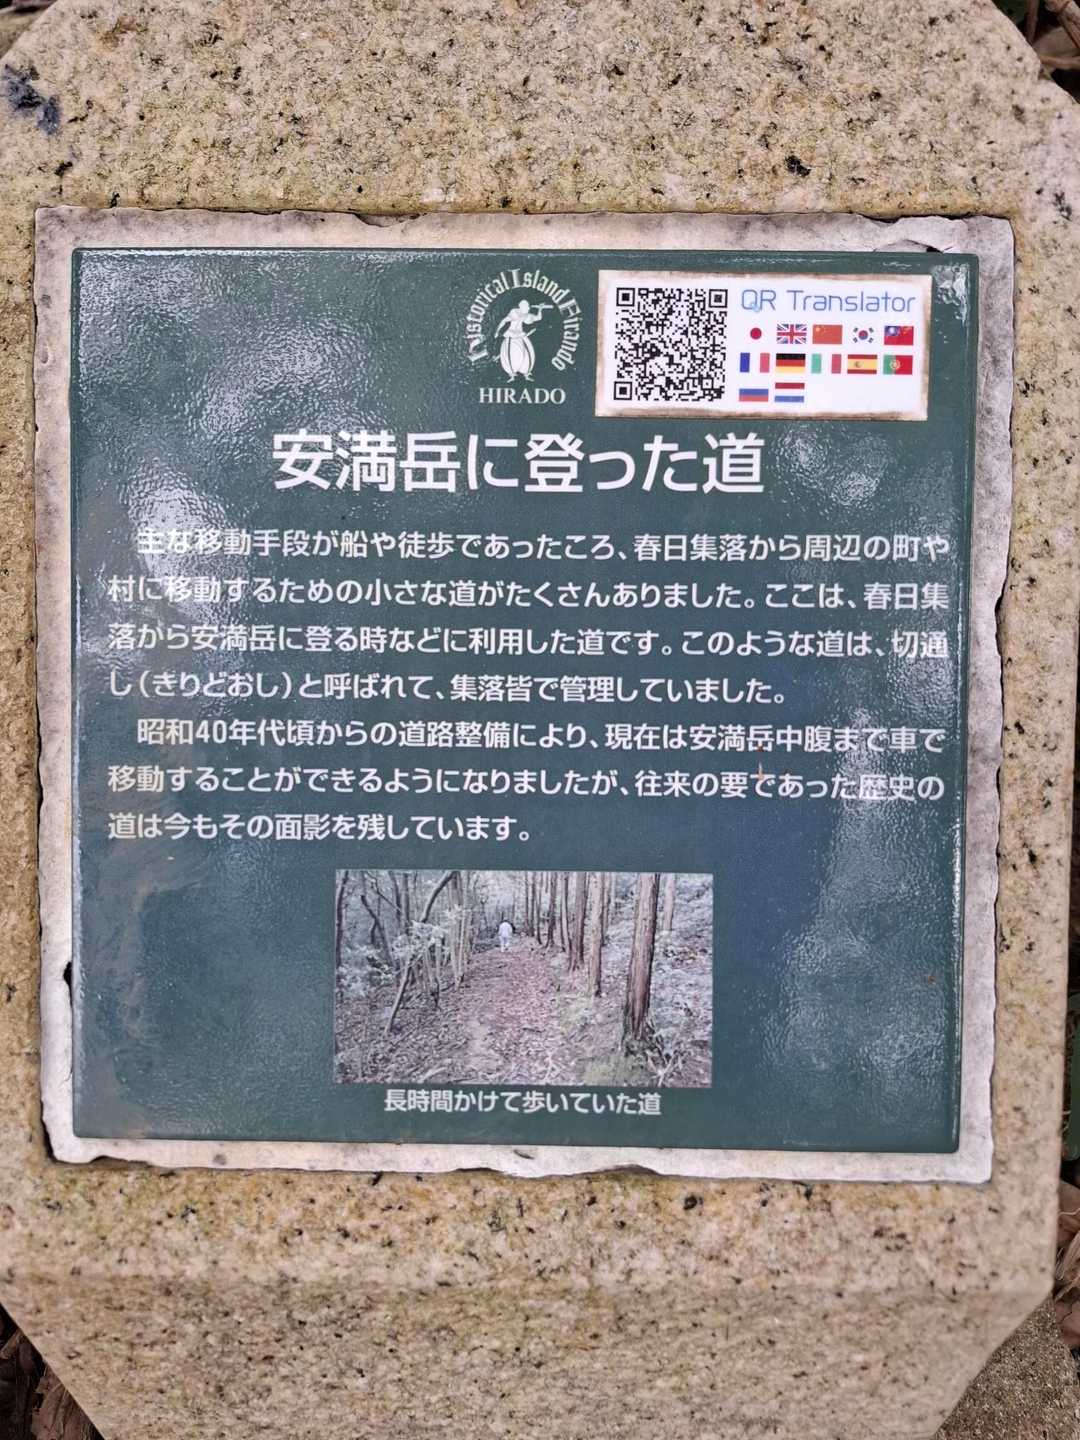 Historical Island Hirado
HIRADO
QR Translator
安満岳に登った道
主な移動手段が船や徒歩であったころ、春日集落から周辺の町や
村に移動するための小さな道がたくさんありました。ここは、春日集
落から安満岳に登る時などに利用した道です。このような道は、切通
し（きりどおし）と呼ばれて、集落皆で管理していました。
昭和40年代頃からの道路整備により、現在は安満岳中腹まで車で
移動することができるようになりましたが、往来の要であった歴史の
道は今もその面影を残しています。
長時間かけて歩いていた道